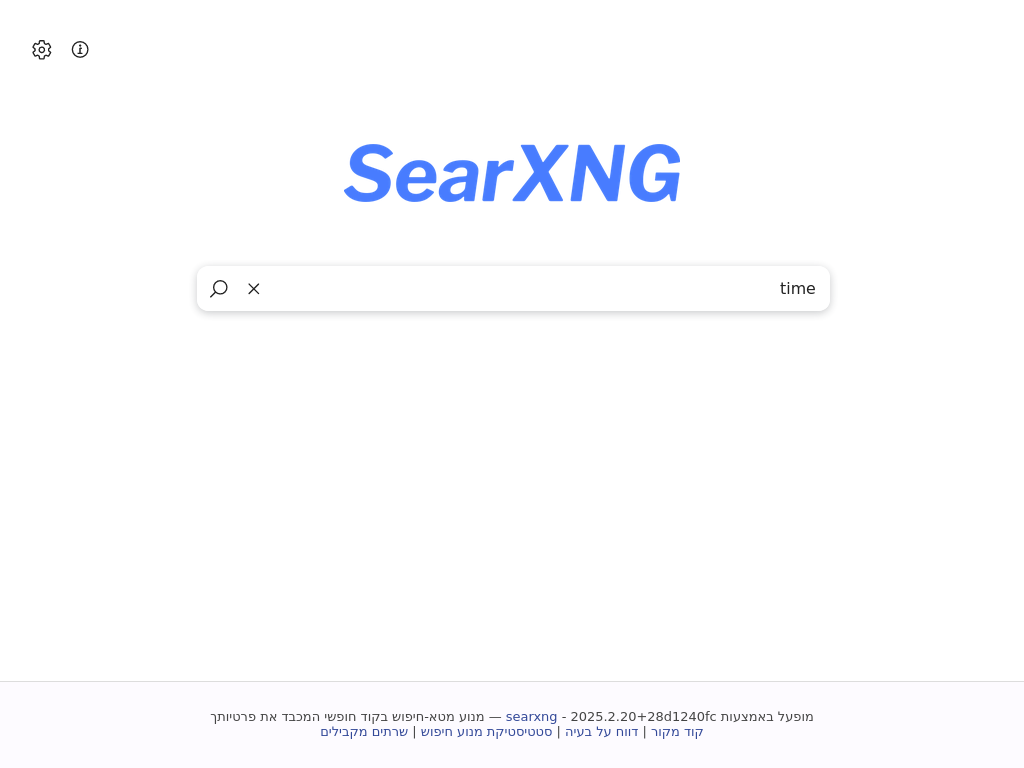 SearXNG
time
מופעל באמצעות searxng - 2025.2.20+28d1240fc — מנוע מטא-חיפוש בקוד חופשי המכבד את פרטיותך
קוד מקור | דווח על בעיה | סטטיסטיקת מנוע חיפוש | שרתים מקבילים